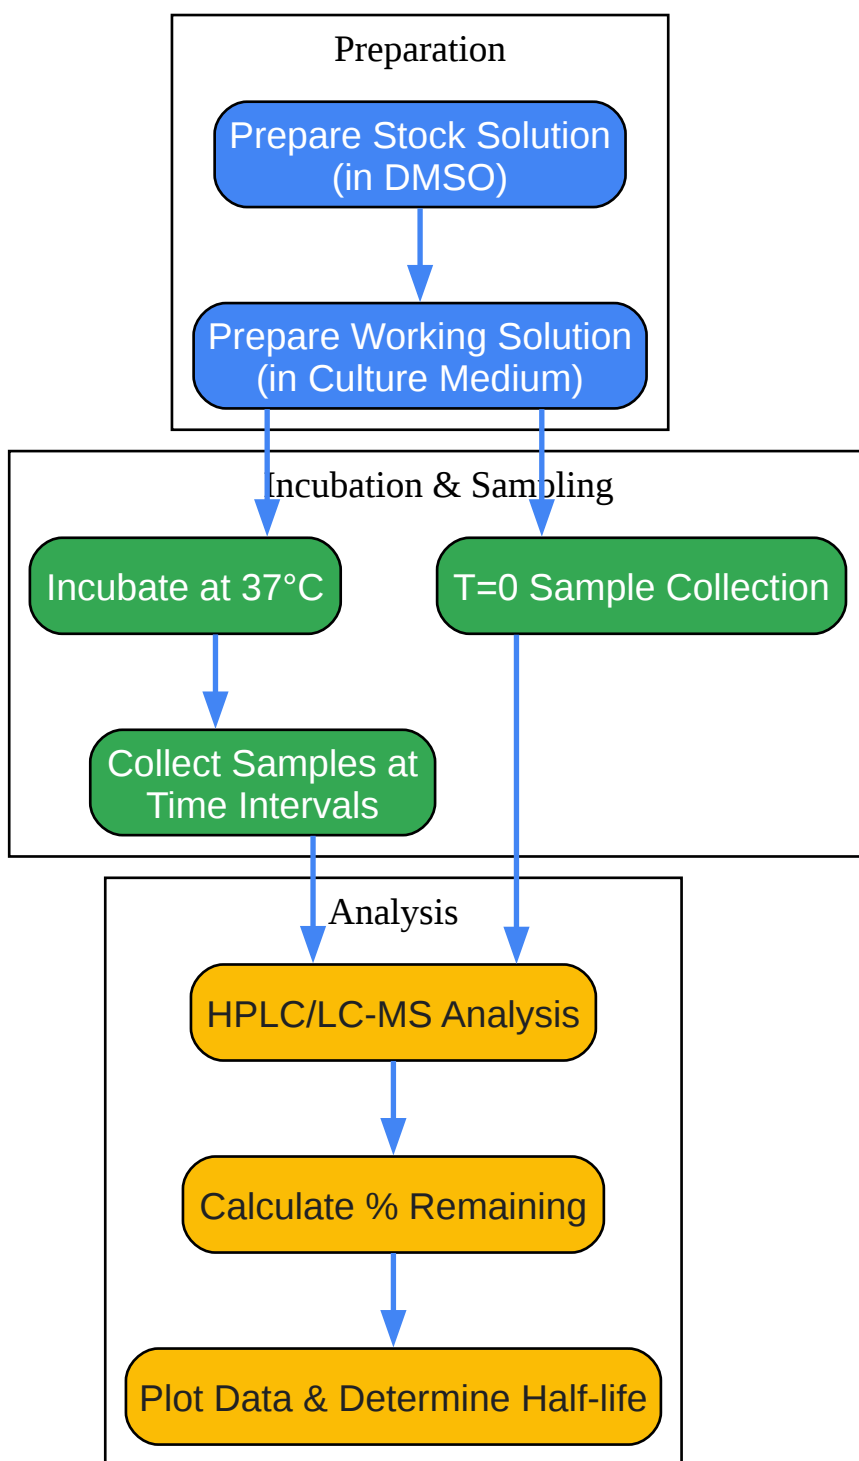 Preparation
Prepare Stock Solution
(in DMSO)
Prepare Working Solution
(in Culture Medium)
Incubation & Sampling
Incubate at 37°C
T=0 Sample Collection
Collect Samples at
Time Intervals
Analysis
HPLC/LC-MS Analysis
Calculate % Remaining
Plot Data & Determine Half-life